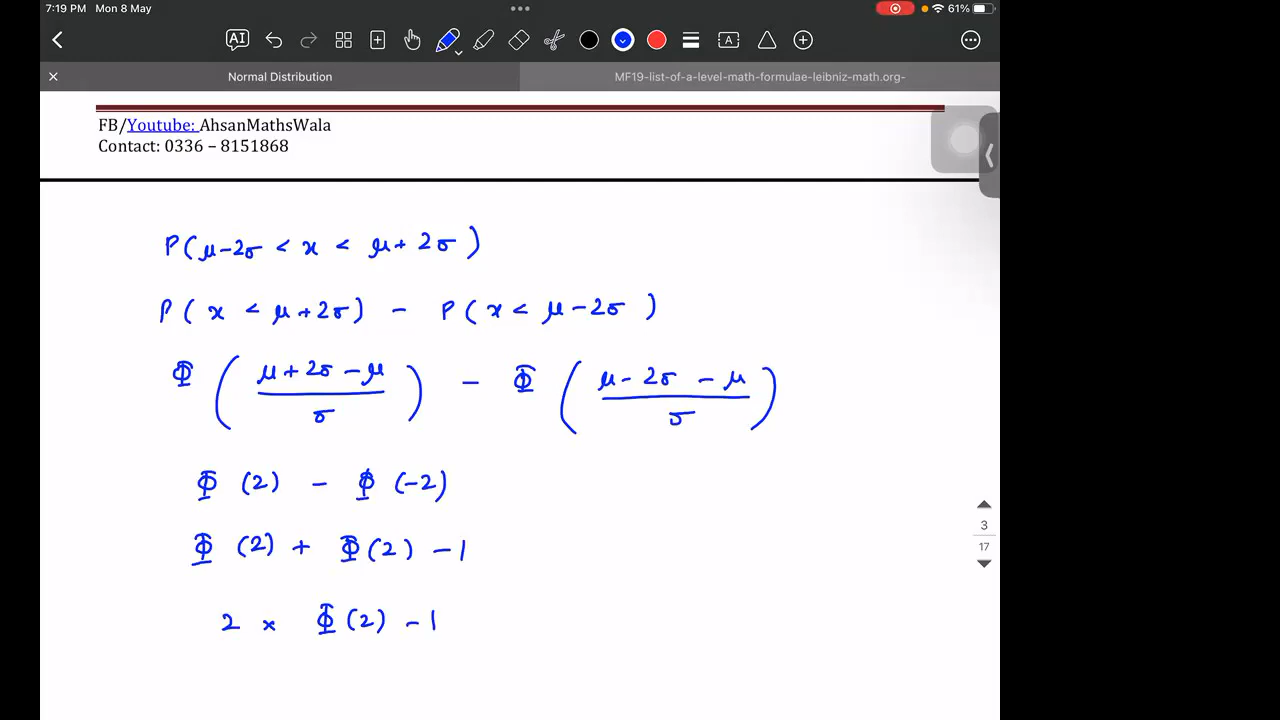 7:19 PM Mon 8 May 61%
AI A
Normal Distribution MF19-list-of-a-level-math-formulae-leibniz-math.org-
FB/Youtube: AhsanMathsWala
Contact: 0336 – 8151868
P(μ-2σ < x < μ+2σ)
P(x < μ+2σ) - P(x < μ-2σ)
Φ((μ+2σ-μ)/σ) - Φ((μ-2σ-μ)/σ)
Φ(2) - Φ(-2)
Φ(2) + Φ(2) -1
2 × Φ(2) -1
3
17